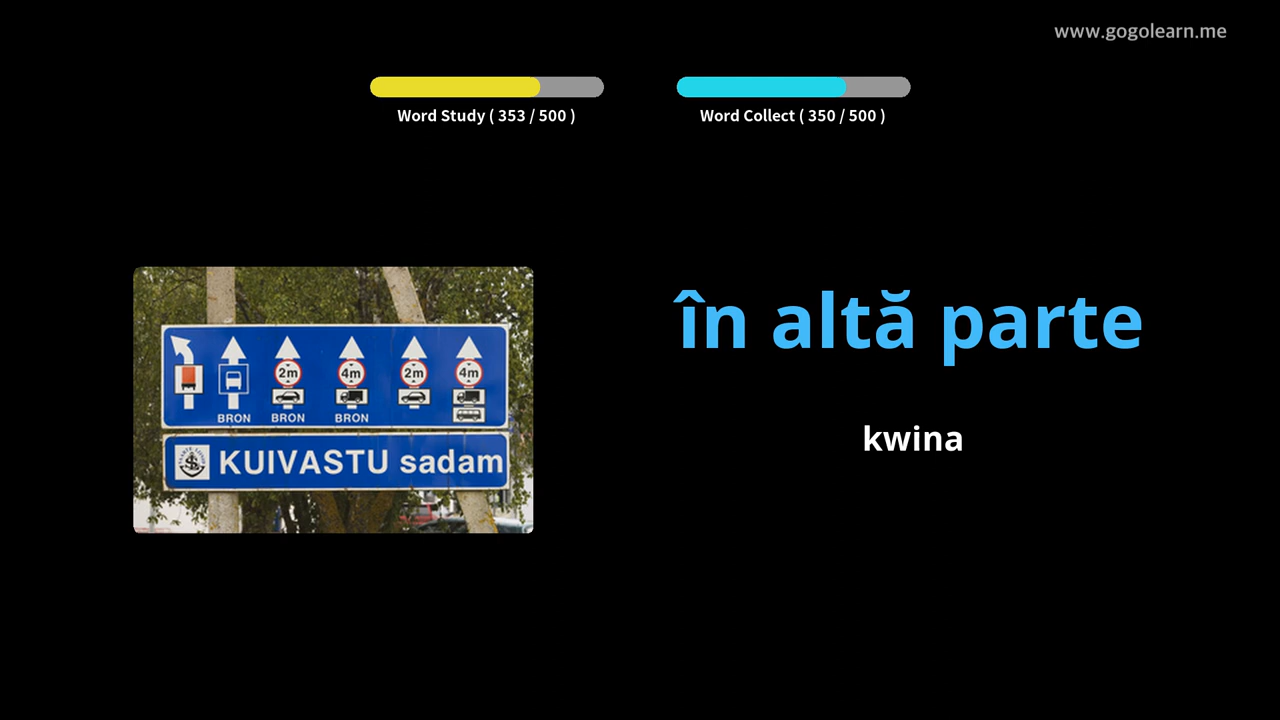 www.gogolearn.me
Word Study ( 353 / 500 )
Word Collect ( 350 / 500 )
în altă parte
kwina
2m 4m 2m 4m
BRON BRON BRON
KUIVASTU sadam